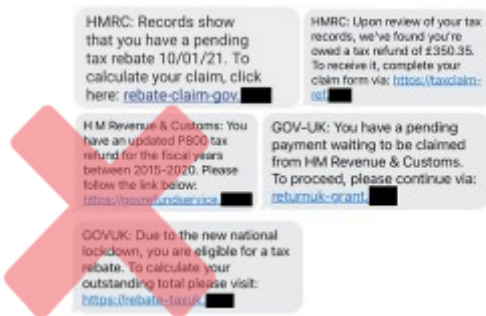 HMRC: Records show
that you have a pending
tax rebate 10/01/21. To
calculate your claim, click
here: rebate-claim-gov.
HMRC: Upon review of your tax
records, we've found you're
owed a tax refund of £350.35.
To receive it, complete your
claim form via: https://taxclaim-
ref.
H M Revenue & Customs: You
have an updated P800 tax
refund for the fiscal years
between 2015-2020. Please
follow the link below:
https://govrefundservice.
GOV-UK: You have a pending
payment waiting to be claimed
from HM Revenue & Customs.
To proceed, please continue via:
returnuk-grant.
GOVUK: Due to the new national
lockdown, you are eligible for a tax
rebate. To calculate your
outstanding total please visit:
https://rebate-taxuk.